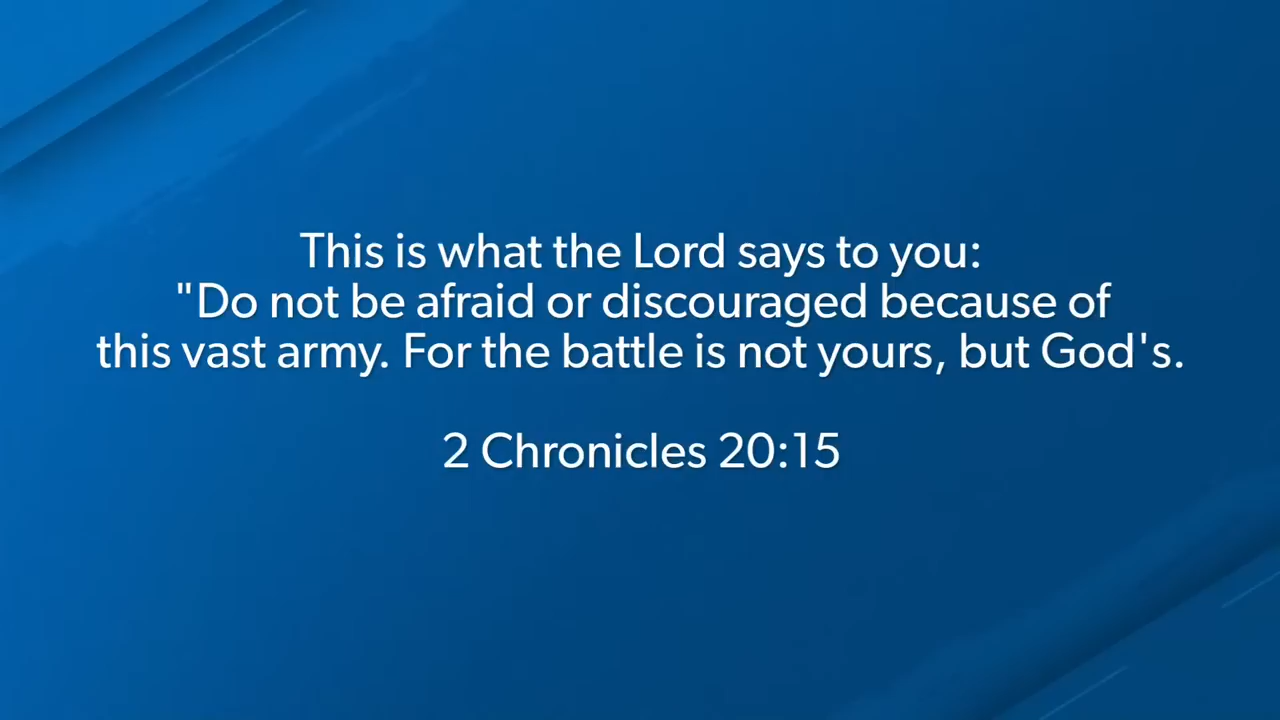 This is what the Lord says to you:
"Do not be afraid or discouraged because of
this vast army. For the battle is not yours, but God's.
2 Chronicles 20:15